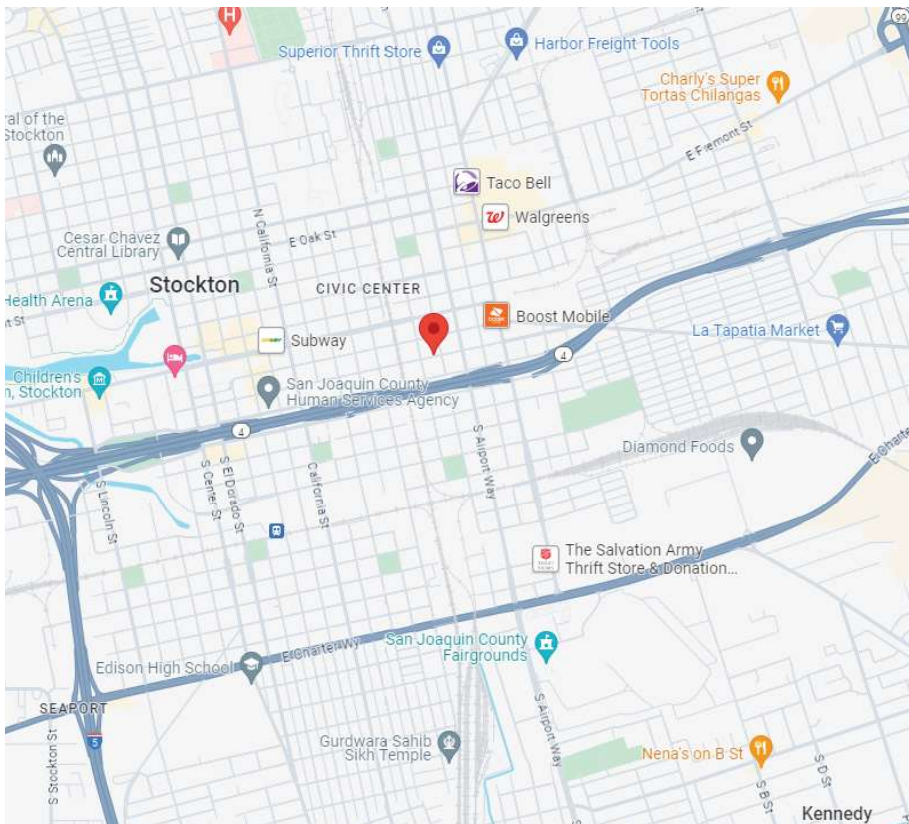 H
99
Superior Thrift Store
Harbor Freight Tools
Charly's Super
Tortas Chilangas
al of the
Stockton
E Fremont St
Taco Bell
Walgreens
N California St
E Oak St
Cesar Chavez
Central Library
Stockton
CIVIC CENTER
Health Arena
Boost Mobile
Subway
La Tapatia Market
4
Children's
n, Stockton
San Joaquin County
Human Services Agency
4
S Airport Way
Diamond Foods
E Charte
S Lincoln St
S Center St
S El Dorado St
California St
The Salvation Army
Thrift Store & Donation...
E Charter Wy
San Joaquin County
Fairgrounds
Edison High School
SEAPORT
5
S Stockton St
S Airport Way
Gurdwara Sahib
Sikh Temple
Nena's on B St
S B St
S D St
Kennedy